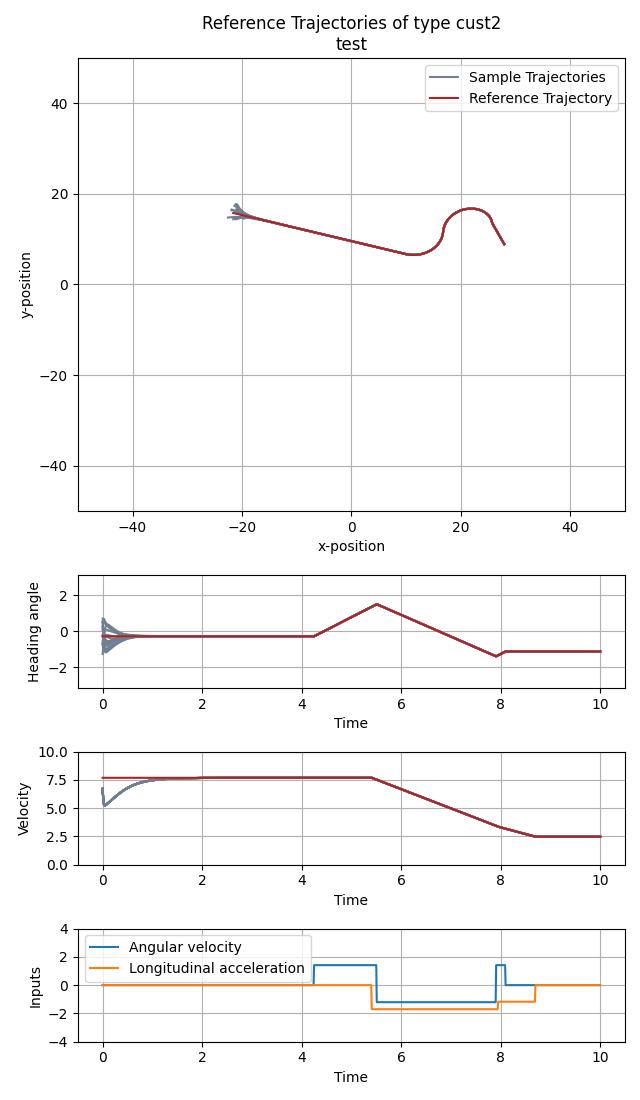 Reference Trajectories of type cust2
test
Sample Trajectories
Reference Trajectory
40
20
0
−20
−40
y-position
−40 −20 0 20 40
x-position
2
0
−2
Heading angle
0 2 4 6 8 10
Time
10.0
7.5
5.0
2.5
0.0
Velocity
0 2 4 6 8 10
Time
Angular velocity
Longitudinal acceleration
4
2
0
−2
−4
Inputs
0 2 4 6 8 10
Time